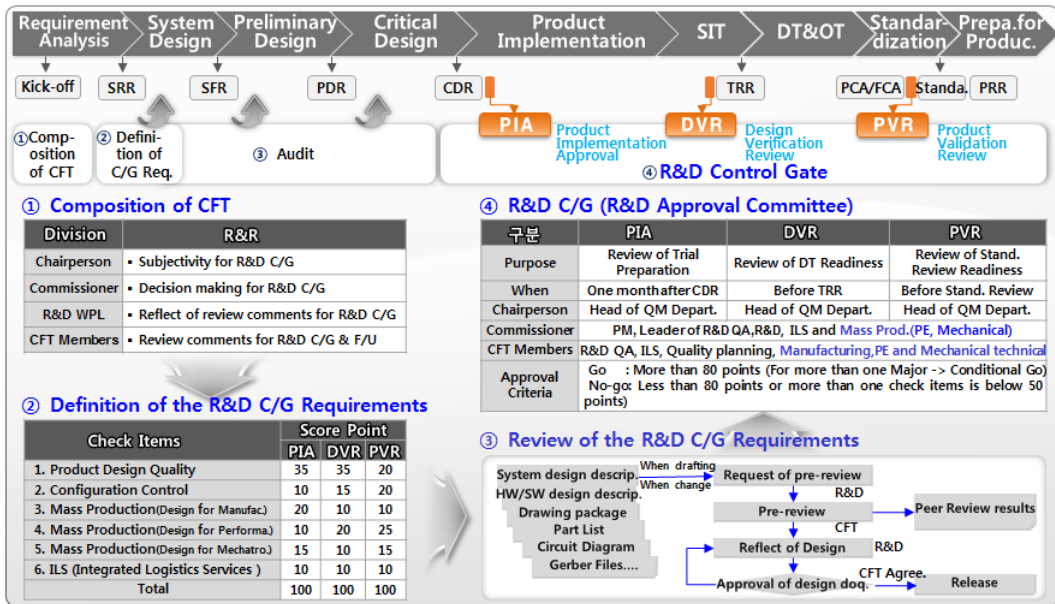 Requirement Analysis
System Design
Preliminary Design
Critical Design
Product Implementation
SIT
DT&OT
Standar-dization
Prepa.for Produc.
Kick-off
SRR
SFR
PDR
CDR
TRR
PCA/FCA
Standa.
PRR
PIA
Product
Implementation
Approval
DVR
Design
Verification
Review
PVR
Product
Validation
Review
①Comp-
osition
of CFT
② Defini-
tion of
C/G Req.
③ Audit
④ R&D Control Gate
① Composition of CFT
Division R&R
Chairperson ▪ Subjectivity for R&D C/G
Commissioner ▪ Decision making for R&D C/G
R&D WPL ▪ Reflect of review comments for R&D C/G
CFT Members ▪ Review comments for R&D C/G & F/U
② Definition of the R&D C/G Requirements
Check Items Score Point
PIA DVR PVR
1. Product Design Quality 35 35 20
2. Configuration Control 10 15 20
3. Mass Production(Design for Manufac.) 20 10 10
4. Mass Production(Design for Performa.) 10 20 25
5. Mass Production(Design for Mechatro.) 15 10 15
6. ILS (Integrated Logistics Services ) 10 10 10
Total 100 100 100
④ R&D C/G (R&D Approval Committee)
구분 PIA DVR PVR
Purpose Review of Trial Preparation Review of DT Readiness Review of Stand. Review Readiness
When One month after CDR Before TRR Before Stand. Review
Chairperson Head of QM Depart. Head of QM Depart. Head of QM Depart.
Commissioner PM, Leader of R&D QA,R&D, ILS and Mass Prod.(PE, Mechanical)
CFT Members R&D QA, ILS, Quality planning, Manufacturing,PE and Mechanical technical
Approval Criteria
Go : More than 80 points (For more than one Major -> Conditional Go)
No-go: Less than 80 points or more than one check items is below 50
points)
③ Review of the R&D C/G Requirements
System design descrip.
HW/SW design descrip.
Drawing package
Part List
Circuit Diagram
Gerber Files....
When drafting
When change
Request of pre-review
R&D
Pre-review
Peer Review results
CFT
Reflect of Design
R&D
Approval of design doq.
CFT Agree.
Release